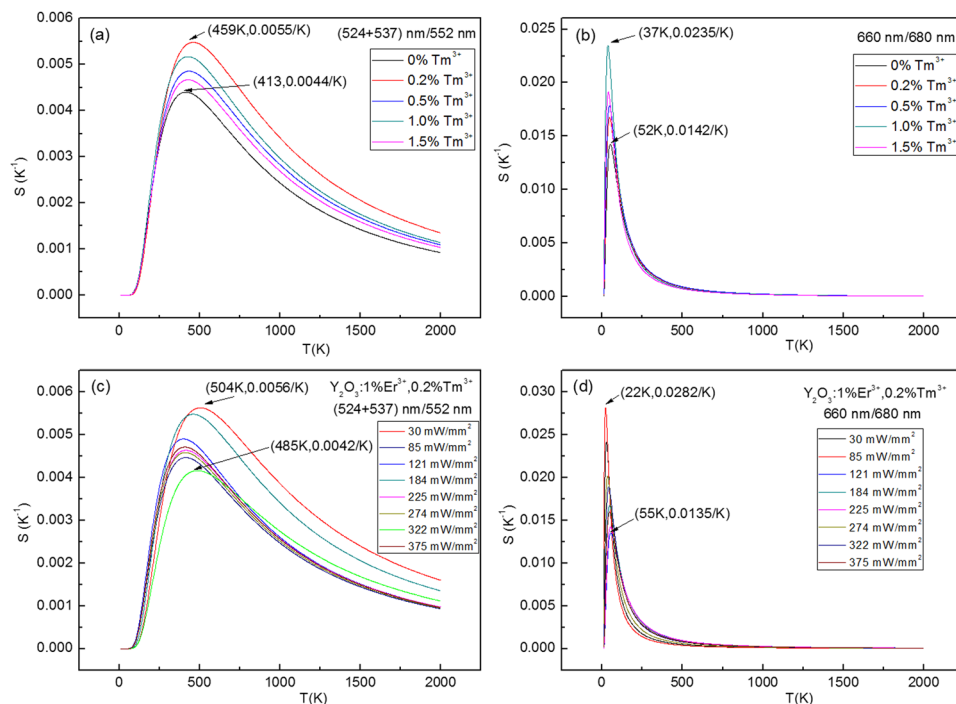 (a)
(459K,0.0055/K)
(524+537) nm/552 nm
(413,0.0044/K)
0% Tm³⁺
0.2% Tm³⁺
0.5% Tm³⁺
1.0% Tm³⁺
1.5% Tm³⁺
0.006
0.005
0.004
0.003
0.002
0.001
0.000
S (K⁻¹)
0 500 1000 1500 2000
T(K)
(b)
(37K,0.0235/K)
660 nm/680 nm
(52K,0.0142/K)
0% Tm³⁺
0.2% Tm³⁺
0.5% Tm³⁺
1.0% Tm³⁺
1.5% Tm³⁺
0.025
0.020
0.015
0.010
0.005
0.000
S (K⁻¹)
0 500 1000 1500 2000
T(K)
(c)
(504K,0.0056/K)
Y₂O₃:1%Er³⁺,0.2%Tm³⁺
(524+537) nm/552 nm
(485K,0.0042/K)
30 mW/mm²
85 mW/mm²
121 mW/mm²
184 mW/mm²
225 mW/mm²
274 mW/mm²
322 mW/mm²
375 mW/mm²
0.006
0.005
0.004
0.003
0.002
0.001
0.000
S (K⁻¹)
0 500 1000 1500 2000
T(K)
(d)
(22K,0.0282/K)
Y₂O₃:1%Er³⁺,0.2%Tm³⁺
660 nm/680 nm
(55K,0.0135/K)
30 mW/mm²
85 mW/mm²
121 mW/mm²
184 mW/mm²
225 mW/mm²
274 mW/mm²
322 mW/mm²
375 mW/mm²
0.030
0.025
0.020
0.015
0.010
0.005
0.000
S (K⁻¹)
0 500 1000 1500 2000
T(K)